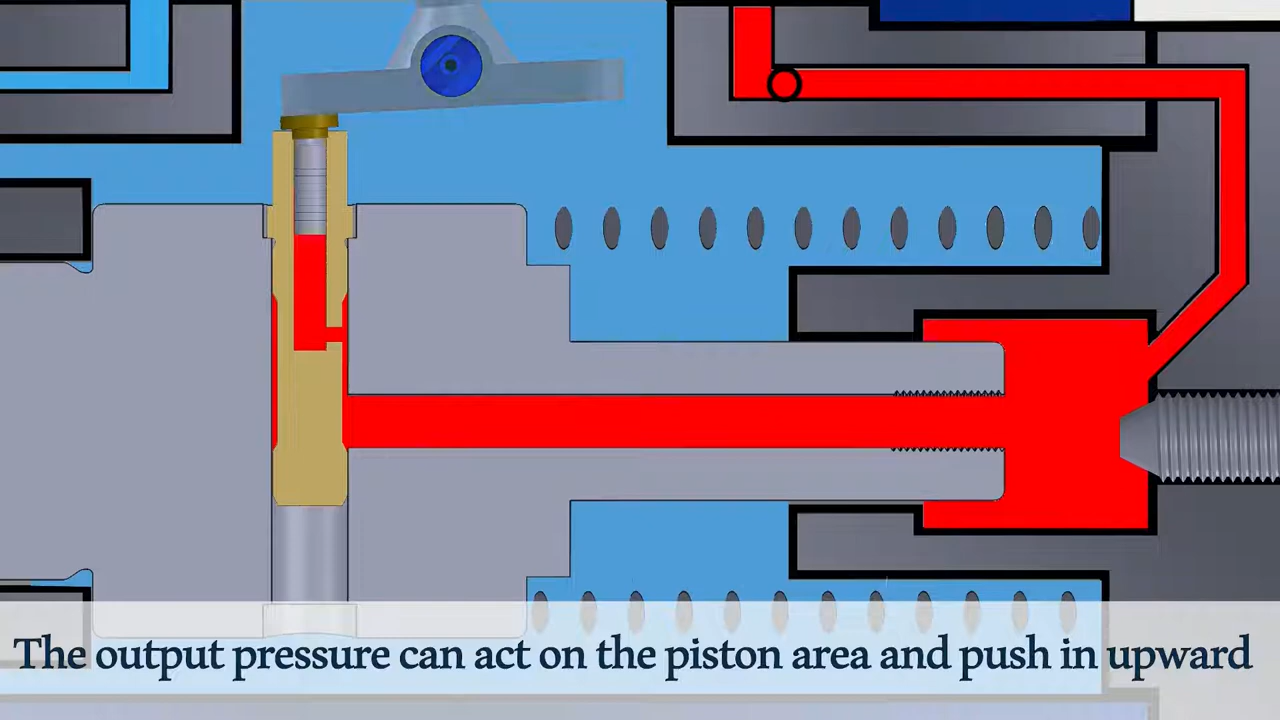 The output pressure can act on the piston area and push in upward